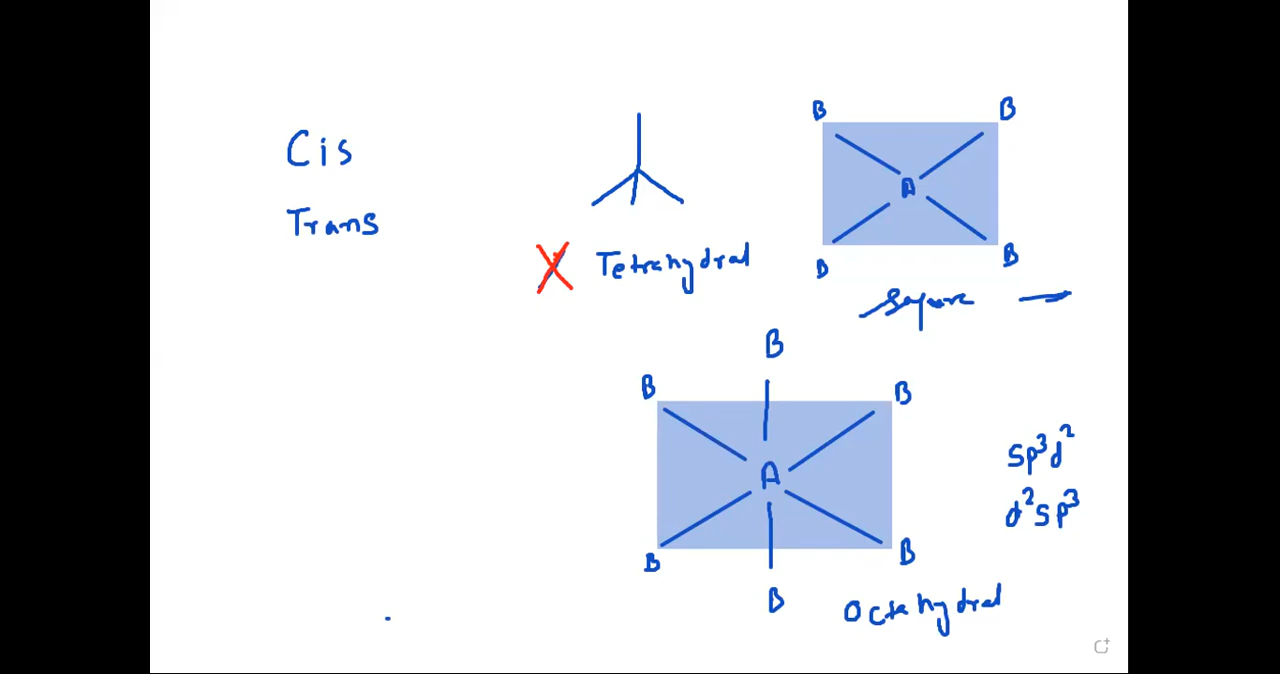 Cis
Trans
Tetrahydral
B B
A
B B
Square
B
B B
A
B B
B
Octahydral
sp³d²
d²sp³